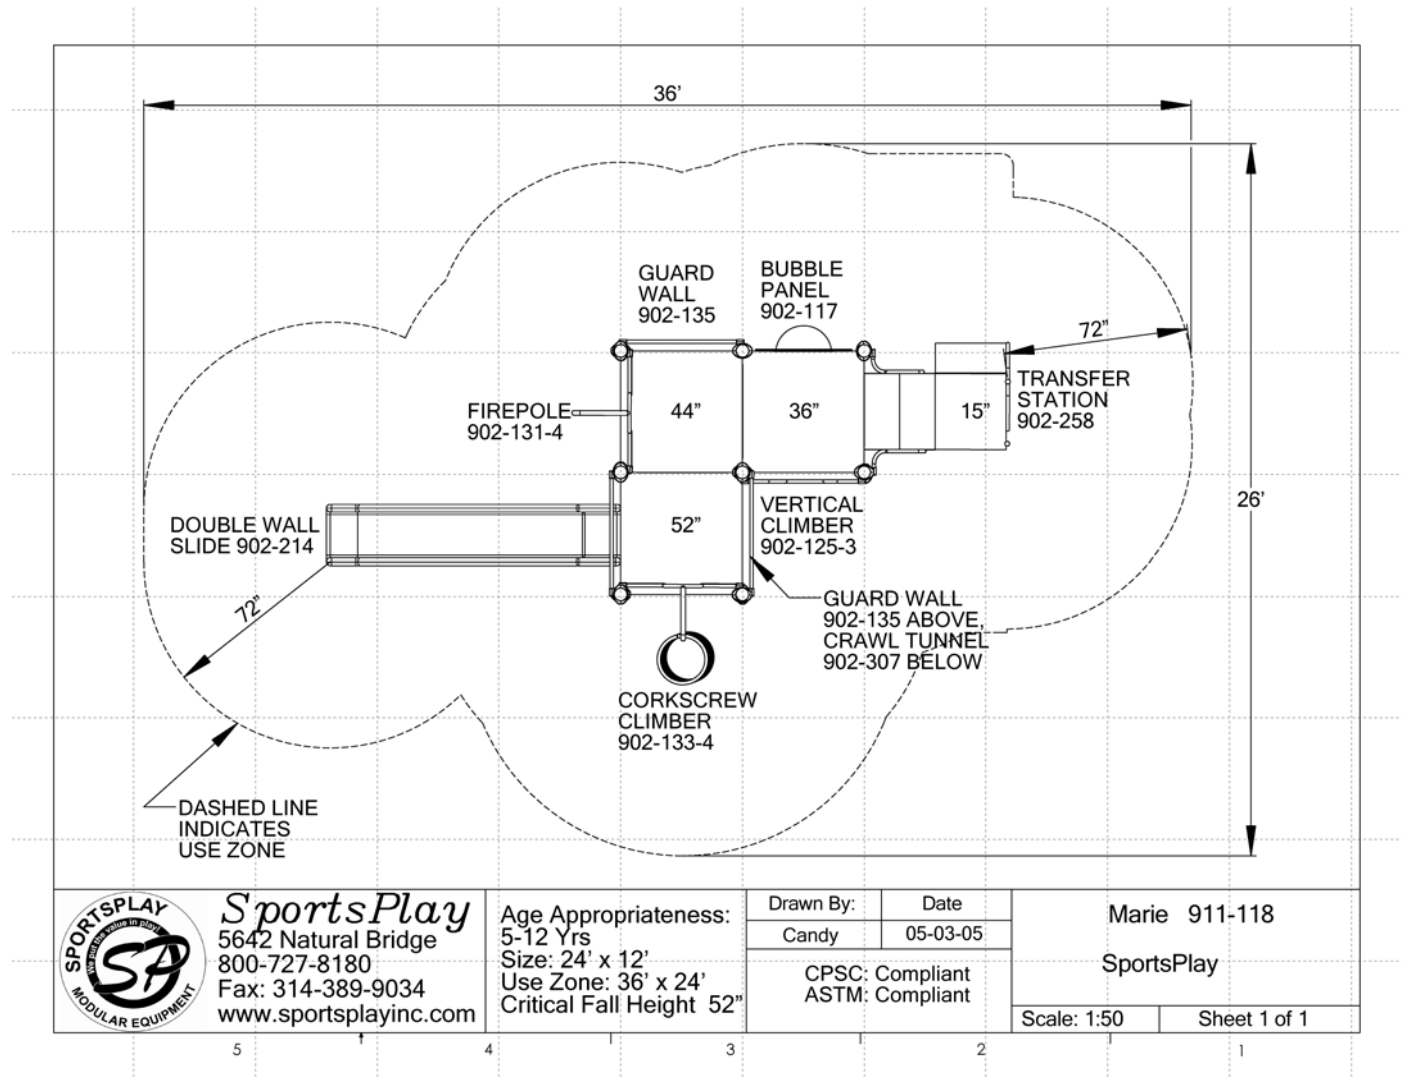 36’
GUARD
WALL
902-135
BUBBLE
PANEL
902-117
72”
TRANSFER
STATION
902-258
FIREPOLE
902-131-4
44”
36”
15”
26’
DOUBLE WALL
SLIDE 902-214
52”
VERTICAL
CLIMBER
902-125-3
72”
GUARD WALL
902-135 ABOVE,
CRAWL TUNNEL
902-307 BELOW
CORKSCREW
CLIMBER
902-133-4
DASHED LINE
INDICATES
USE ZONE
SPORTSPLAY
We put the value in play!
SP
MODULAR EQUIPMENT
SportsPlay
5642 Natural Bridge
800-727-8180
Fax: 314-389-9034
www.sportsplayinc.com
Age Appropriateness:
5-12 Yrs
Size: 24’ x 12’
Use Zone: 36’ x 24’
Critical Fall Height 52”
Drawn By:
Date
Candy
05-03-05
CPSC: Compliant
ASTM: Compliant
Marie 911-118
SportsPlay
Scale: 1:50
Sheet 1 of 1
5
4
3
2
1